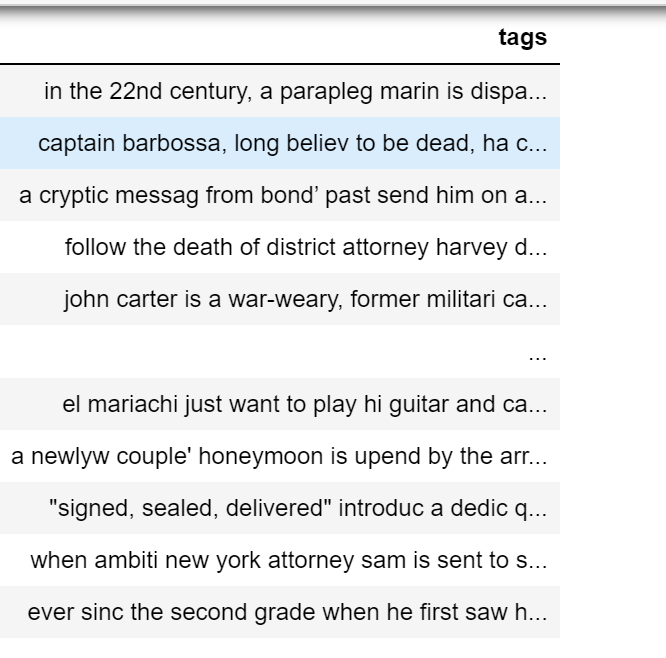 tags
in the 22nd century, a parapleg marin is dispa...
captain barbossa, long believ to be dead, ha c...
a cryptic messag from bond’ past send him on a...
follow the death of district attorney harvey d...
john carter is a war-weary, former militari ca...
...
el mariachi just want to play hi guitar and ca...
a newlyw couple' honeymoon is upend by the arr...
"signed, sealed, delivered" introduc a dedic q...
when ambiti new york attorney sam is sent to s...
ever sinc the second grade when he first saw h...